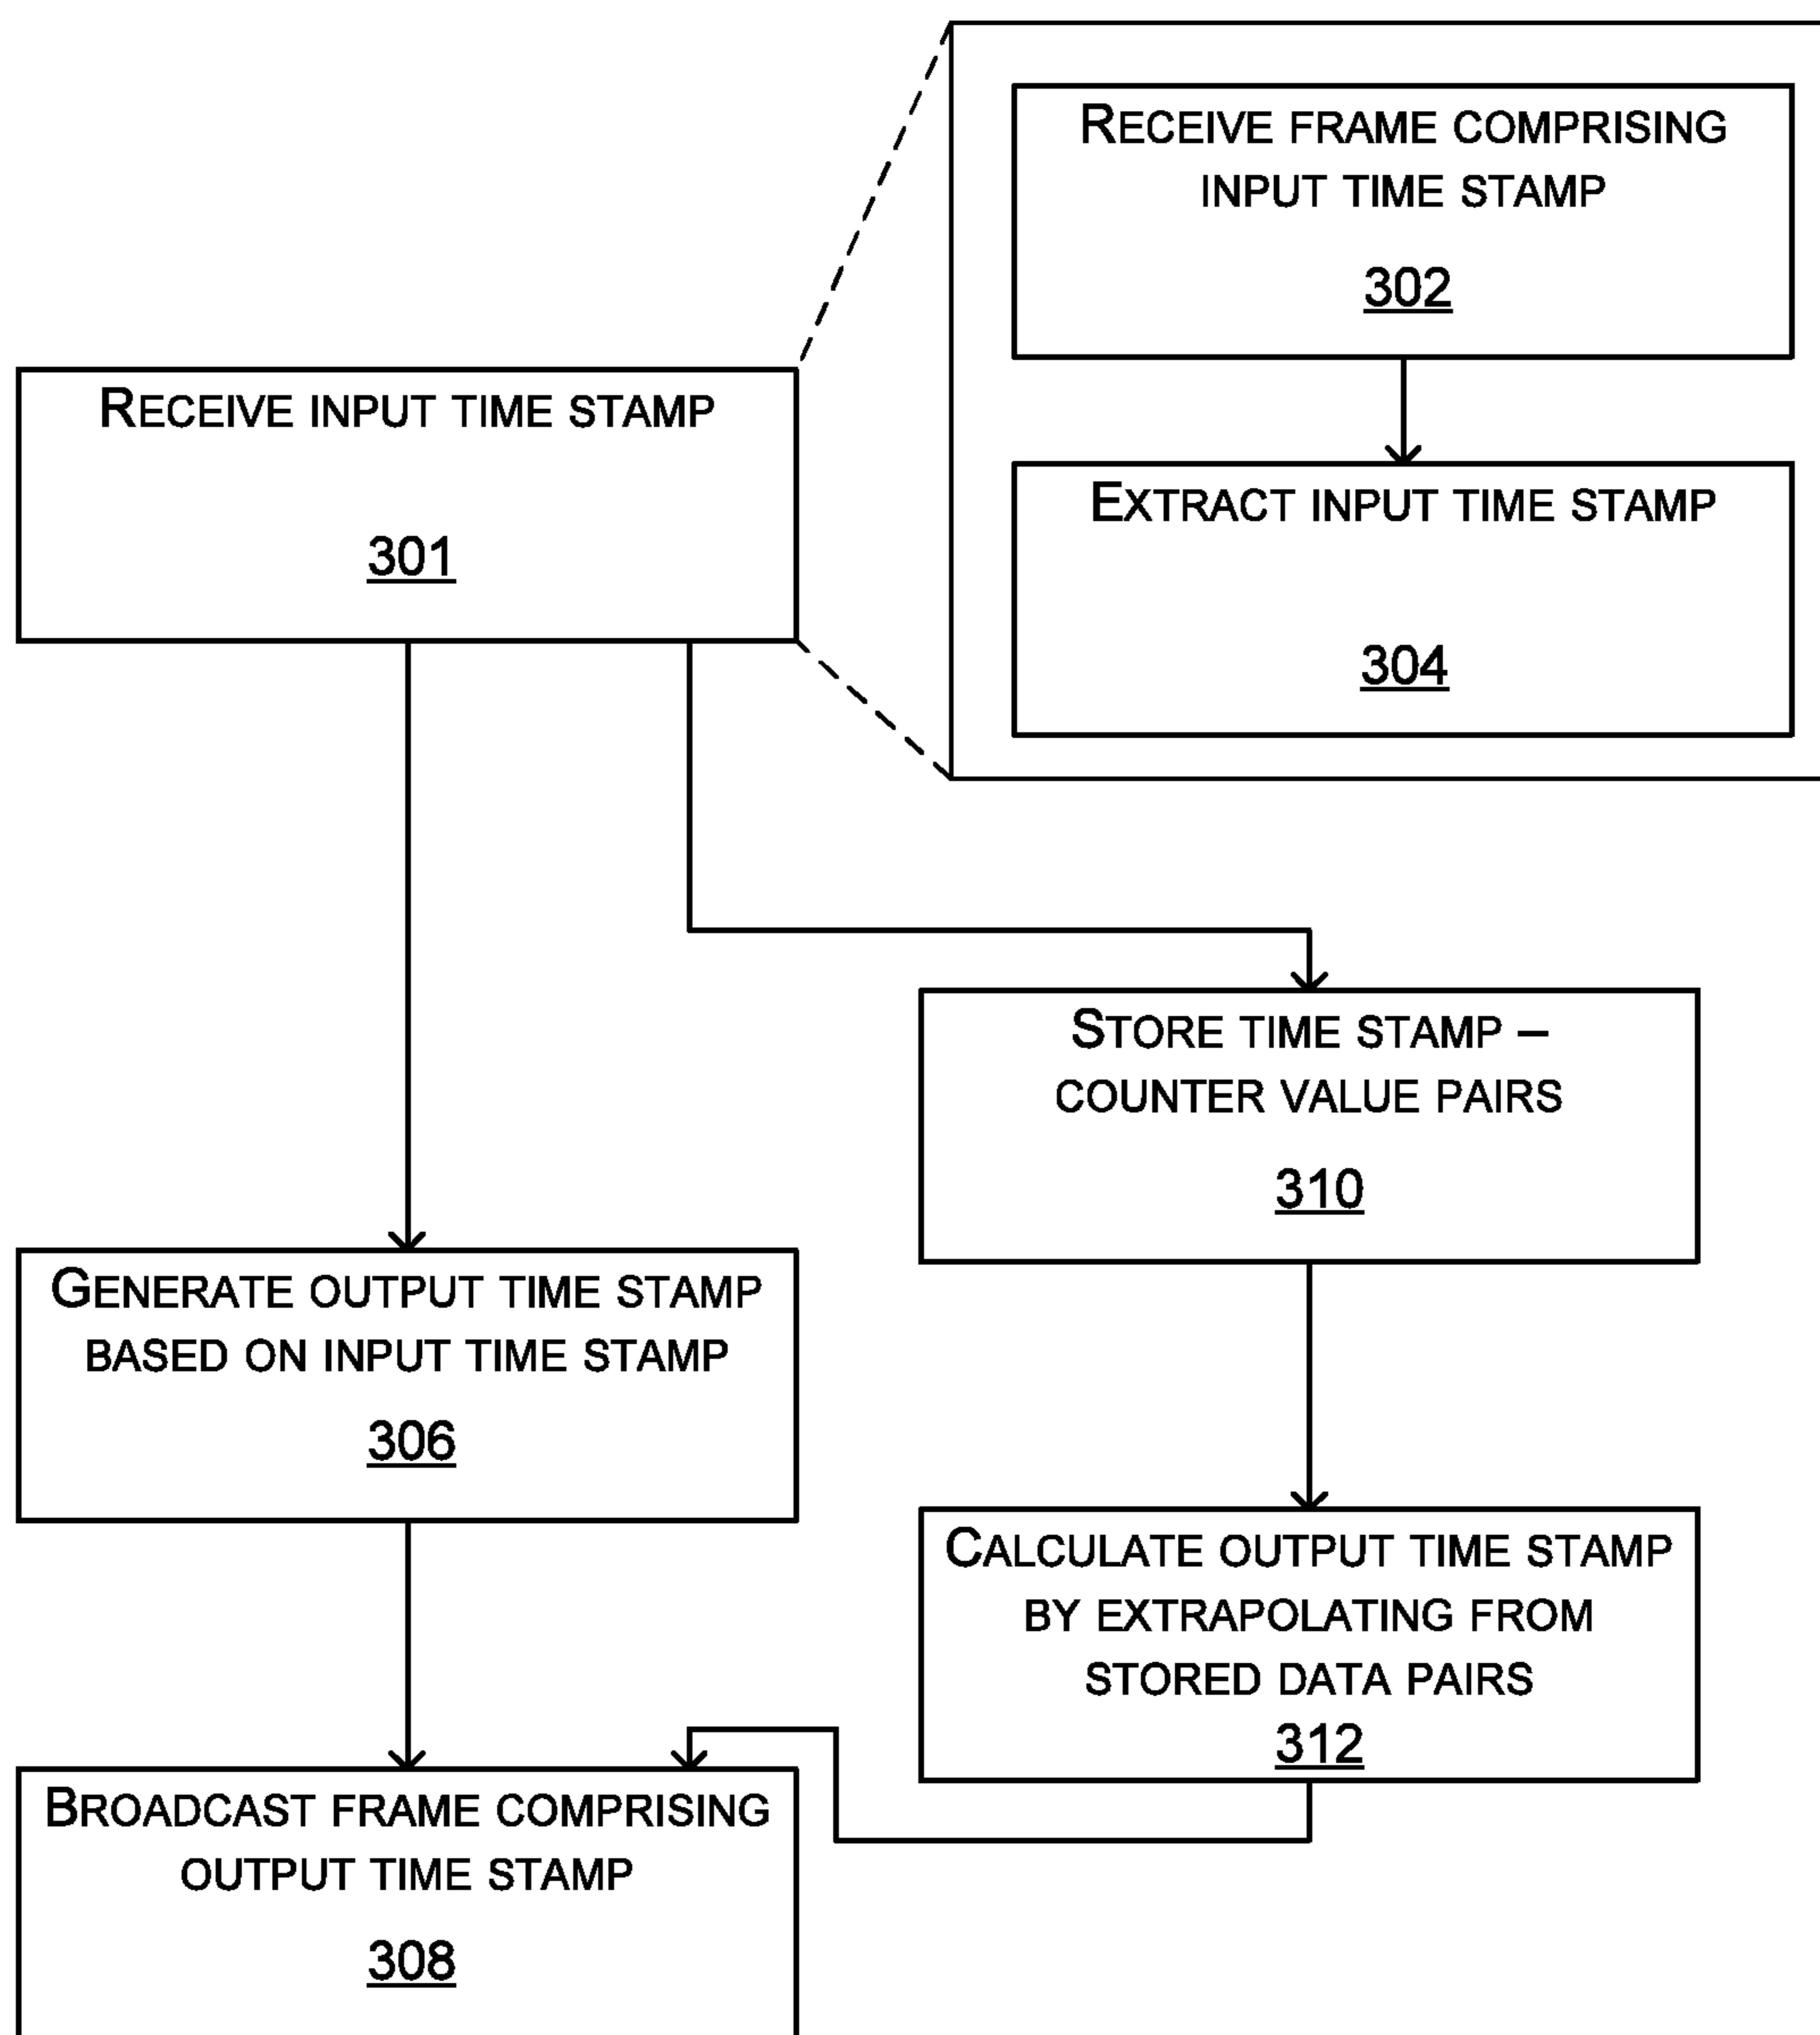 RECEIVE FRAME COMPRISING
INPUT TIME STAMP
302
RECEIVE INPUT TIME STAMP
301
EXTRACT INPUT TIME STAMP
304
STORE TIME STAMP –
COUNTER VALUE PAIRS
310
GENERATE OUTPUT TIME STAMP
BASED ON INPUT TIME STAMP
306
CALCULATE OUTPUT TIME STAMP
BY EXTRAPOLATING FROM
STORED DATA PAIRS
312
BROADCAST FRAME COMPRISING
OUTPUT TIME STAMP
308